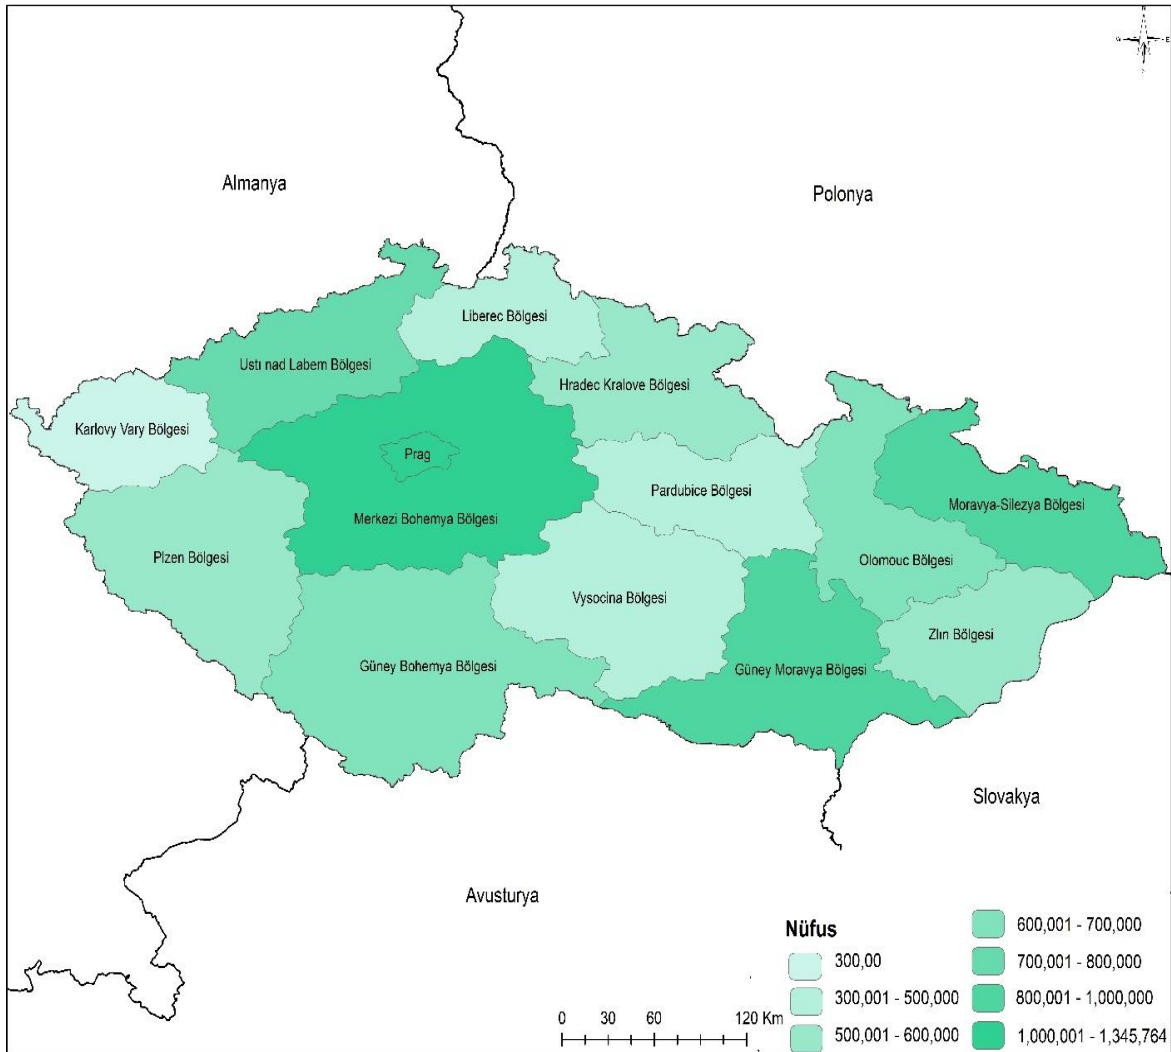 Almanya
Polonya
Liberec Bölgesi
Ustı nad Labem Bölgesi
Hradec Kralove Bölgesi
Karlovy Vary Bölgesi
Prag
Pardubice Bölgesi
Moravya-Silezya Bölgesi
Merkezi Bohemya Bölgesi
Plzen Bölgesi
Olomouc Bölgesi
Vysocina Bölgesi
Zlın Bölgesi
Güney Bohemya Bölgesi
Güney Moravya Bölgesi
Slovakya
Avusturya
Nüfus
300,00
300,001 - 500,000
500,001 - 600,000
600,001 - 700,000
700,001 - 800,000
800,001 - 1,000,000
1,000,001 - 1,345,764
0 30 60 120 Km